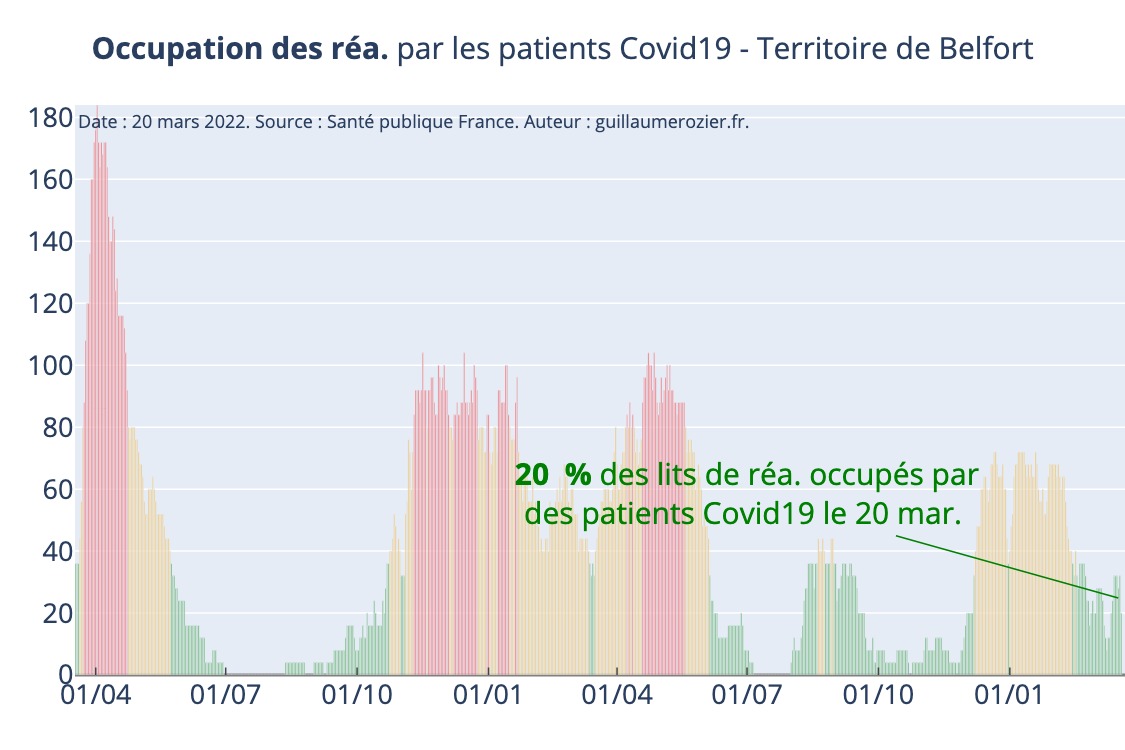 Occupation des réa. par les patients Covid19 - Territoire de Belfort
180
Date : 20 mars 2022. Source : Santé publique France. Auteur : guillaumerozier.fr.
160
140
120
100
80
20  % des lits de réa. occupés par
60
des patients Covid19 le 20 mar.
40
20
0
01/04 01/07 01/10 01/01 01/04 01/07 01/10 01/01